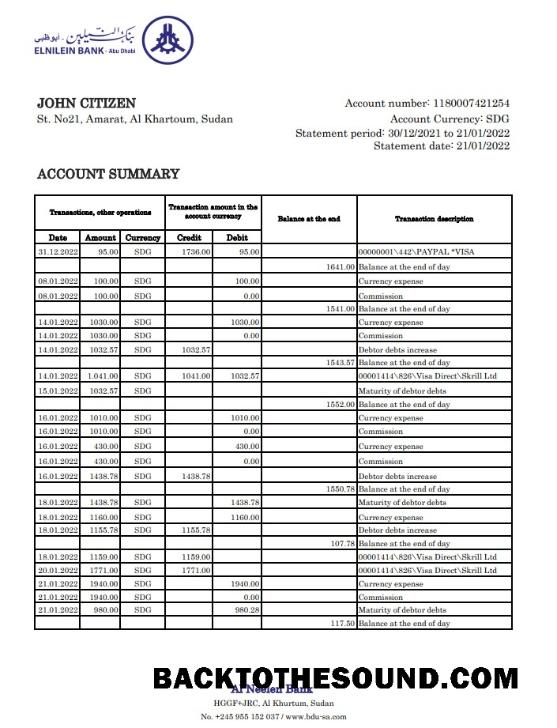 بنك النيلين - أبوظبي
ELNILEIN BANK - Abu Dhabi
JOHN CITIZEN
St. No21, Amarat, Al Khartoum, Sudan
Account number: 1180007421254
Account Currency: SDG
Statement period: 30/12/2021 to 21/01/2022
Statement date: 21/01/2022
ACCOUNT SUMMARY
Transactions, other operations Transaction amount in the account currency Balance at the end Transaction description
Date Amount Currency Credit Debit
31.12.2022 95.00 SDG 1736.00 95.00 00000001\442\PAYPAL *VISA
1641.00 Balance at the end of day
08.01.2022 100.00 SDG 100.00 Currency expense
08.01.2022 100.00 SDG 0.00 Commission
1541.00 Balance at the end of day
14.01.2022 1030.00 SDG 1030.00 Currency expense
14.01.2022 1030.00 SDG 0.00 Commission
14.01.2022 1032.57 SDG 1032.57 Debtor debts increase
1543.57 Balance at the end of day
14.01.2022 1.041.00 SDG 1041.00 1032.57 00001414\826\Visa Direct\Skrill Ltd
15.01.2022 1032.57 SDG Maturity of debtor debts
1552.00 Balance at the end of day
16.01.2022 1010.00 SDG 1010.00 Currency expense
16.01.2022 1010.00 SDG 0.00 Commission
16.01.2022 430.00 SDG 430.00 Currency expense
16.01.2022 430.00 SDG 0.00 Commission
16.01.2022 1438.78 SDG 1438.78 Debtor debts increase
1550.78 Balance at the end of day
18.01.2022 1438.78 SDG 1438.78 Maturity of debtor debts
18.01.2022 1160.00 SDG 1160.00 Currency expense
18.01.2022 1155.78 SDG 1155.78 Debtor debts increase
107.78 Balance at the end of day
18.01.2022 1159.00 SDG 1159.00 00001414\826\Visa Direct\Skrill Ltd
20.01.2022 1771.00 SDG 1771.00 00001414\826\Visa Direct\Skrill Ltd
21.01.2022 1940.00 SDG 1940.00 Currency expense
21.01.2022 1940.00 SDG 0.00 Commission
21.01.2022 980.00 SDG 980.28 Maturity of debtor debts
117.50 Balance at the end of day
BACKTOTHESOUND.COM
Al Neelen Bank
HGGF+JRC, Al Khurtum, Sudan
No. +245 955 152 037 / www.bdu-sa.com